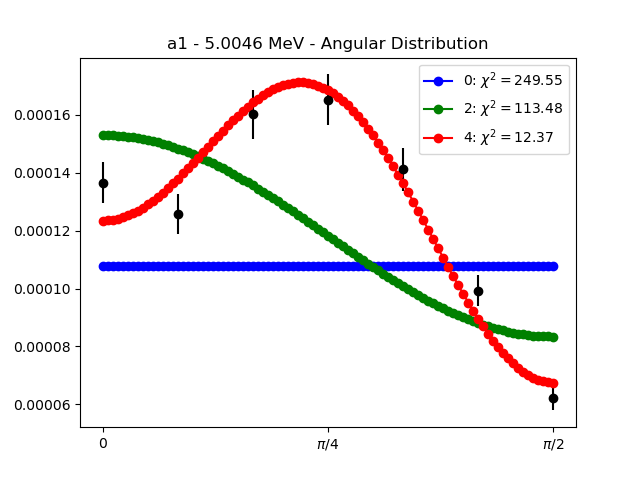 a1 - 5.0046 MeV - Angular Distribution
0: χ² = 249.55
2: χ² = 113.48
4: χ² = 12.37
0.00016
0.00014
0.00012
0.00010
0.00008
0.00006
0
π/4
π/2